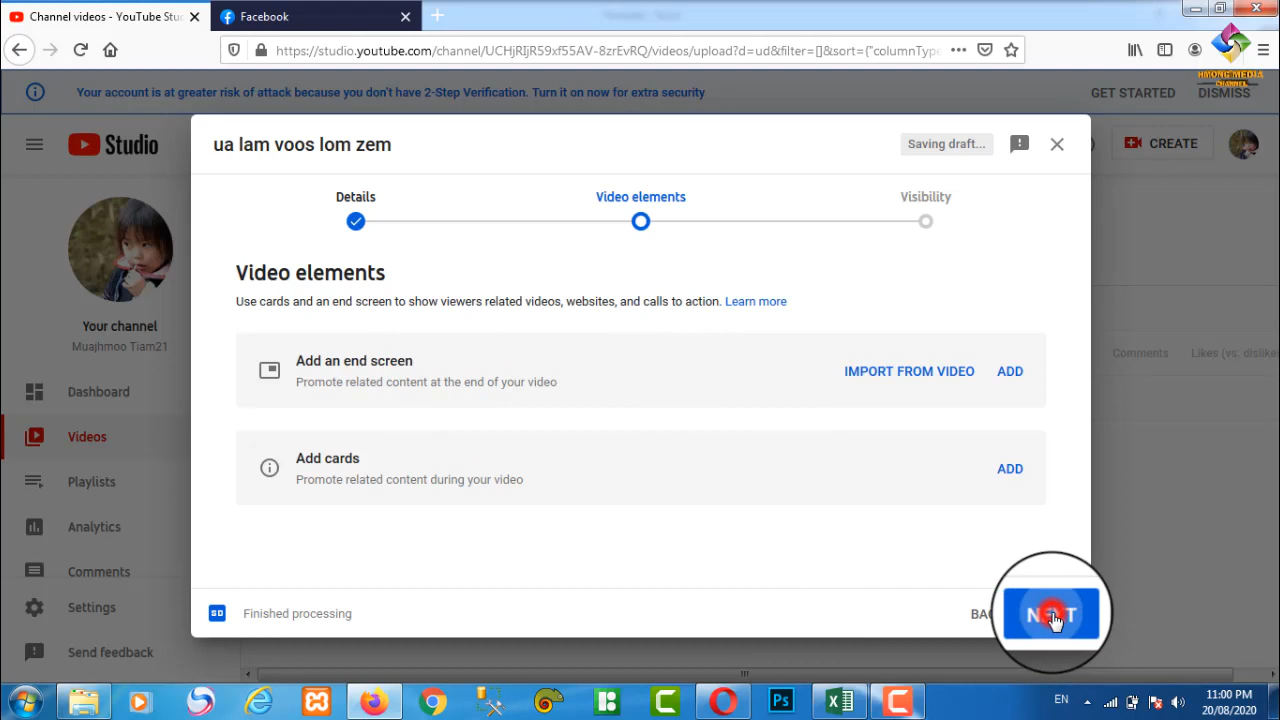 Channel videos - YouTube Stu
Facebook
https://studio.youtube.com/channel/UCHjRIJR59xf55AV-8zrEvRQ/videos/upload?d=ud&filter=[]&sort={"columnType
HMONG MEDIA
CHANNEL
Your account is at greater risk of attack because you don't have 2-Step Verification. Turn it on now for extra security
GET STARTED
DISMISS
Studio
CREATE
ua lam voos lom zem
Saving draft...
Details
Video elements
Visibility
Video elements
Use cards and an end screen to show viewers related videos, websites, and calls to action. Learn more
Your channel
Muajhmoo Tiam21
Add an end screen
Promote related content at the end of your video
IMPORT FROM VIDEO
ADD
Comments
Likes (vs. dislike
Dashboard
Videos
Add cards
Promote related content during your video
ADD
Playlists
Analytics
Comments
Settings
Send feedback
SD
Finished processing
BAC
NEXT
EN
11:00 PM
20/08/2020